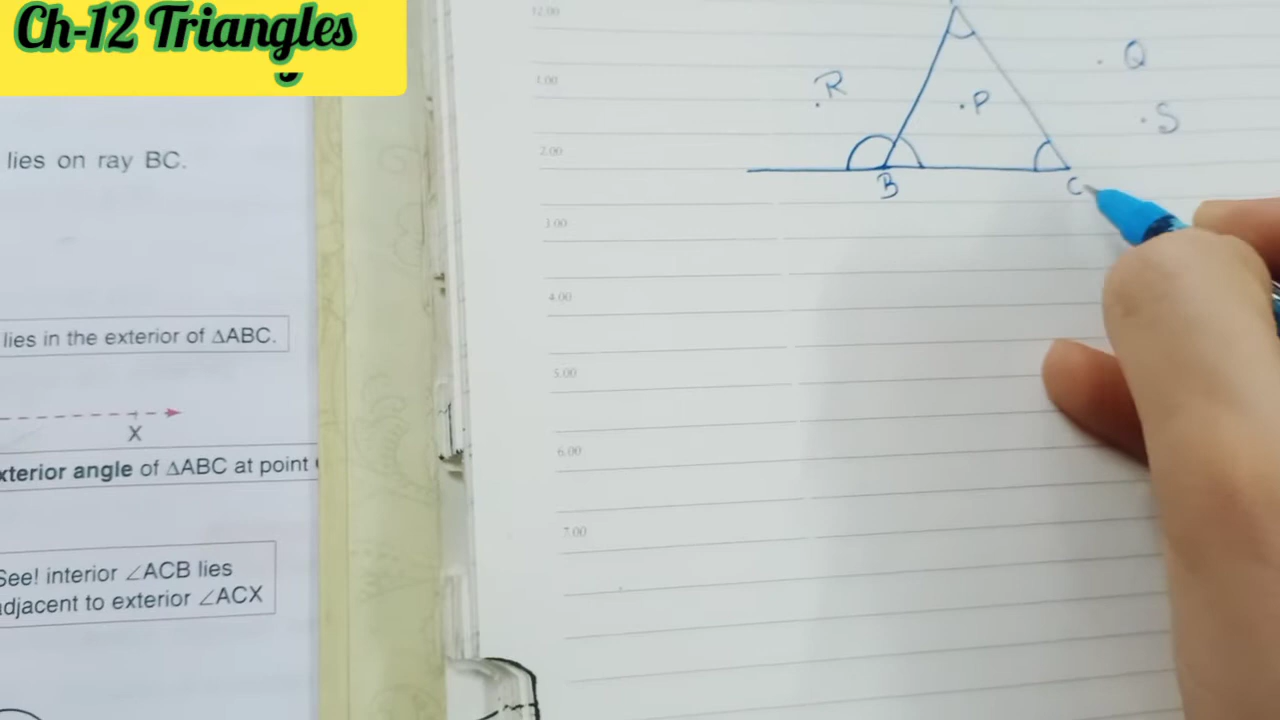 Ch-12 Triangles
lies on ray BC.
lies in the exterior of ΔABC.
X
xterior angle of ΔABC at point
See! interior ∠ACB lies
adjacent to exterior ∠ACX
12.00
1.00
2.00
3.00
4.00
5.00
6.00
7.00
R
P
Q
S
B
C